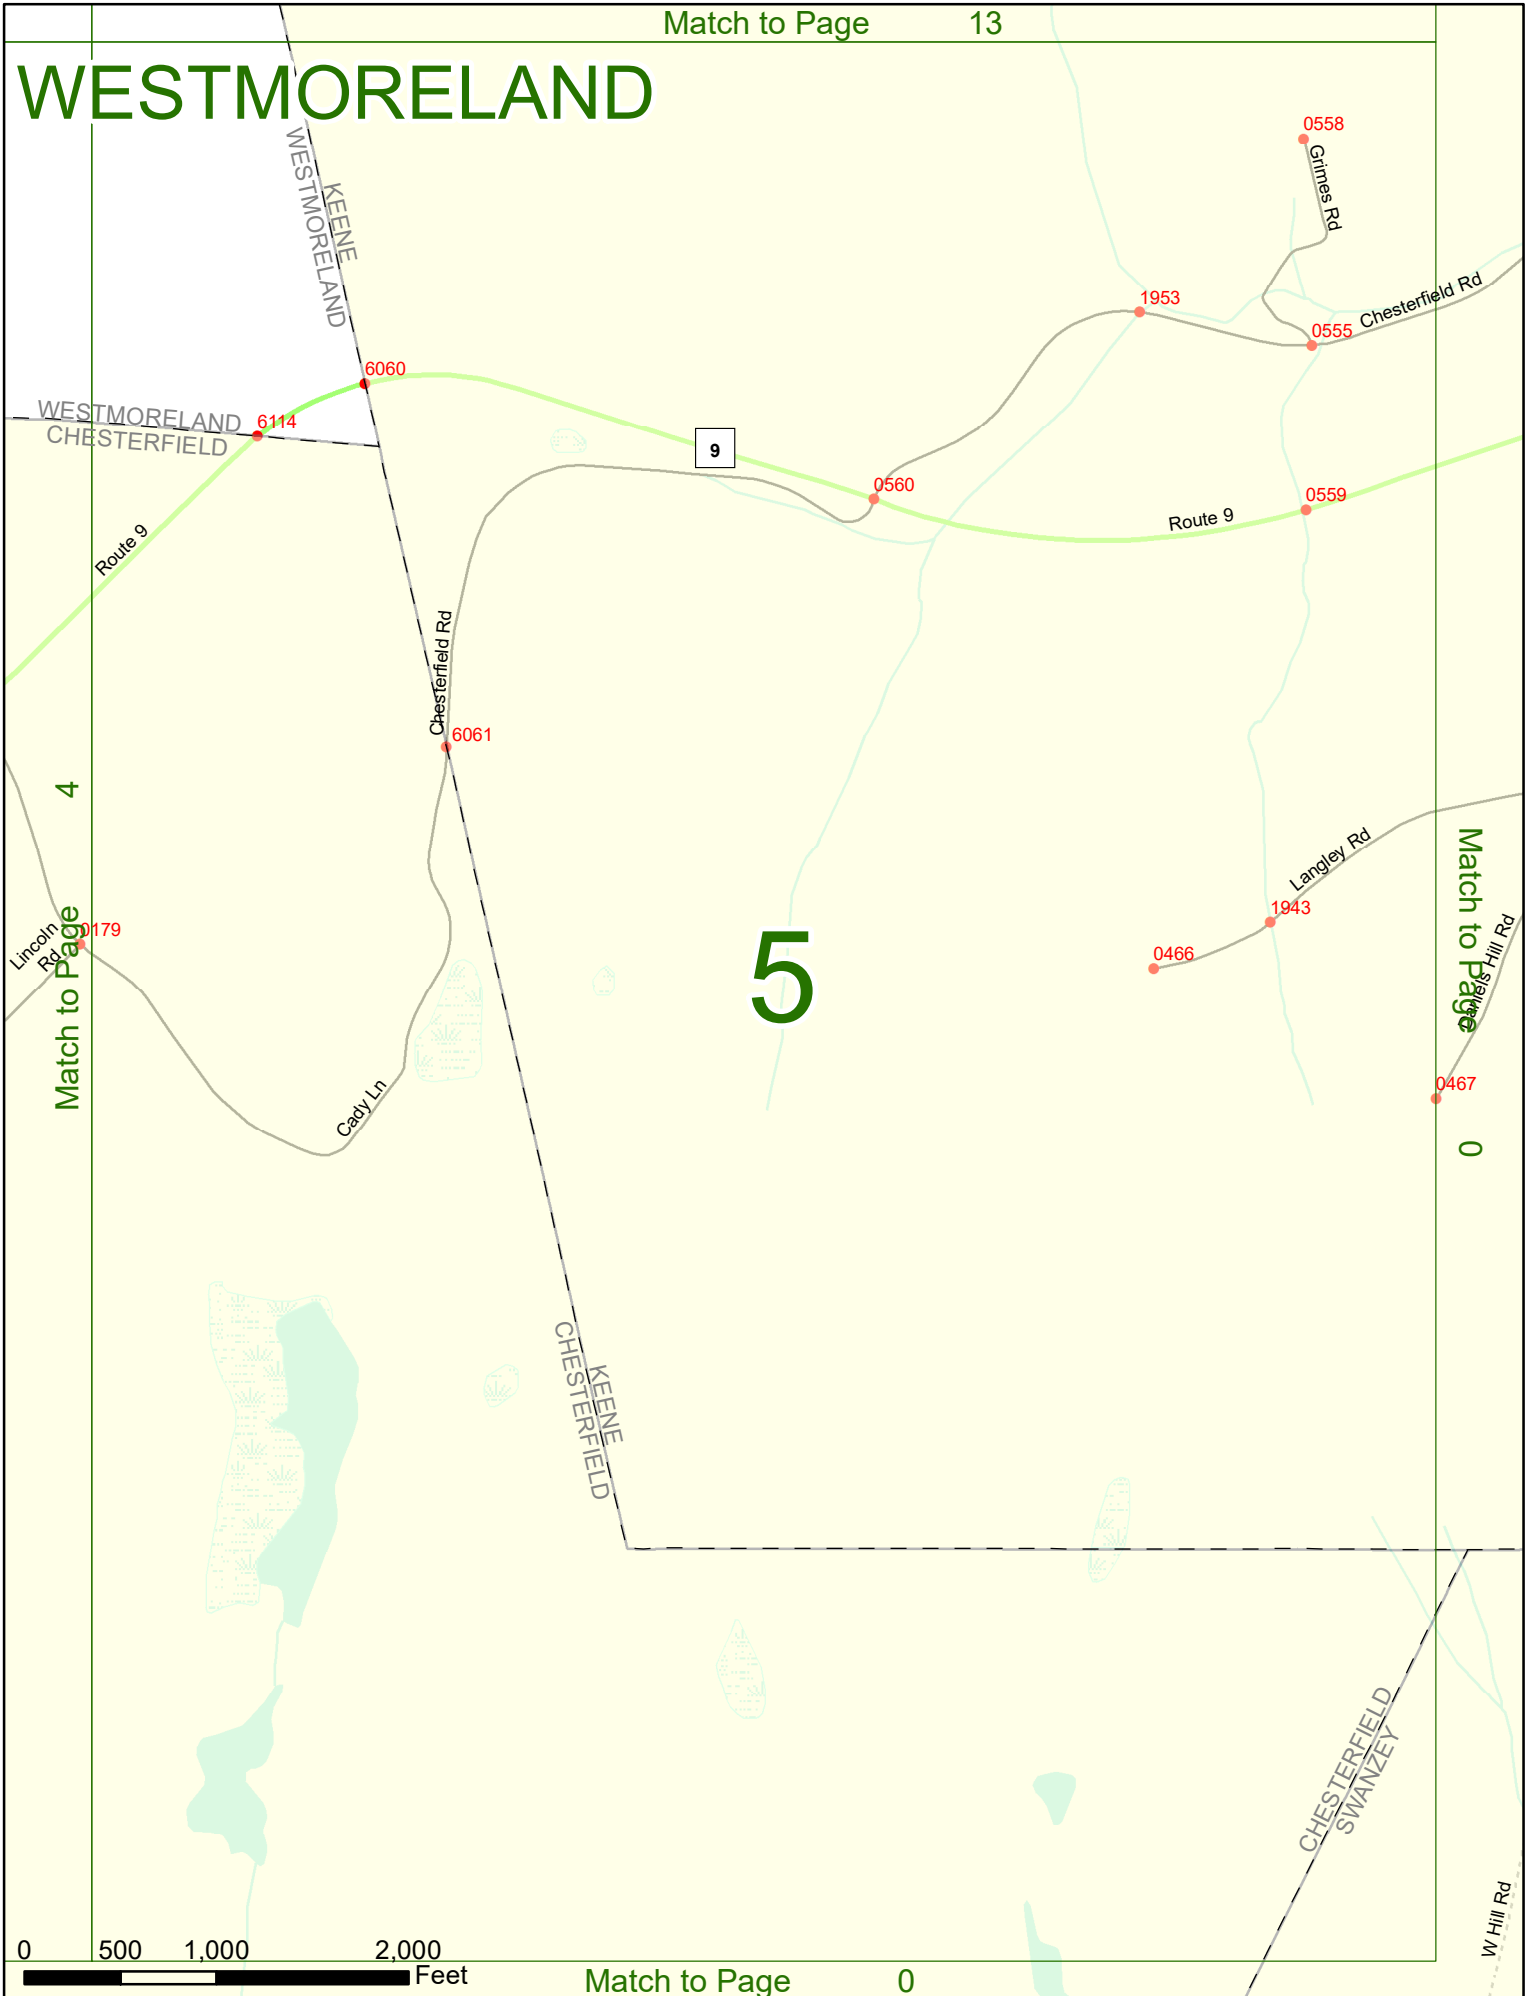 Match to Page 13
WESTMORELAND
0558
Grimes Rd
KEENE
WESTMORELAND
1953
Chesterfield Rd
0555
6060
WESTMORELAND
6114
CHESTERFIELD
9
0560
0559
Route 9
Route 9
Chesterfield Rd
6061
Match to Page 4
Langley Rd
Match to Page 0
1943
Daniels Hill Rd
0179
Lincoln
Rd
5
0466
0467
Cady Ln
KEENE
CHESTERFIELD
CHESTERFIELD
SWANZEY
W Hill Rd
0 500 1,000 2,000
Feet
Match to Page 0